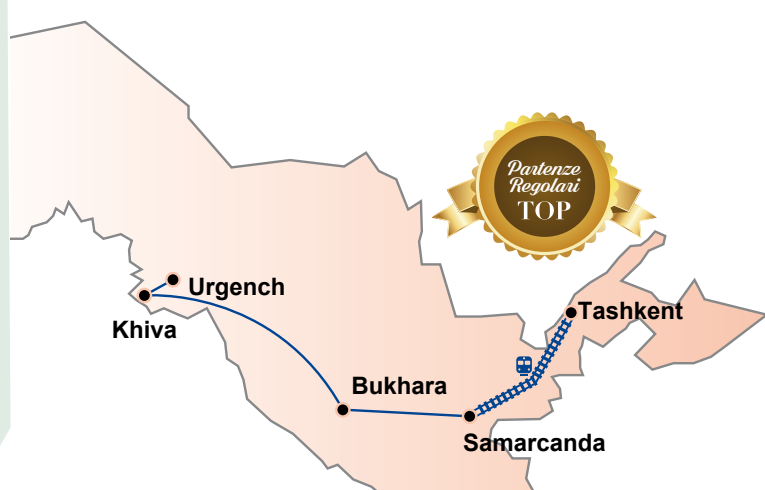 Partenze
Regolari
TOP
Urgench
Tashkent
Khiva
Bukhara
Samarcanda